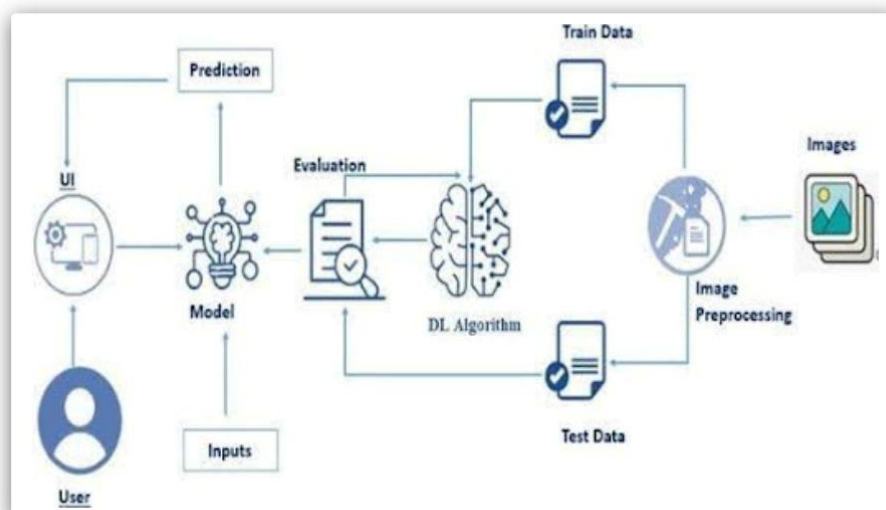 Train Data
Prediction
Images
Evaluation
UI
Image
Preprocessing
Model
DL Algorithm
Test Data
Inputs
User